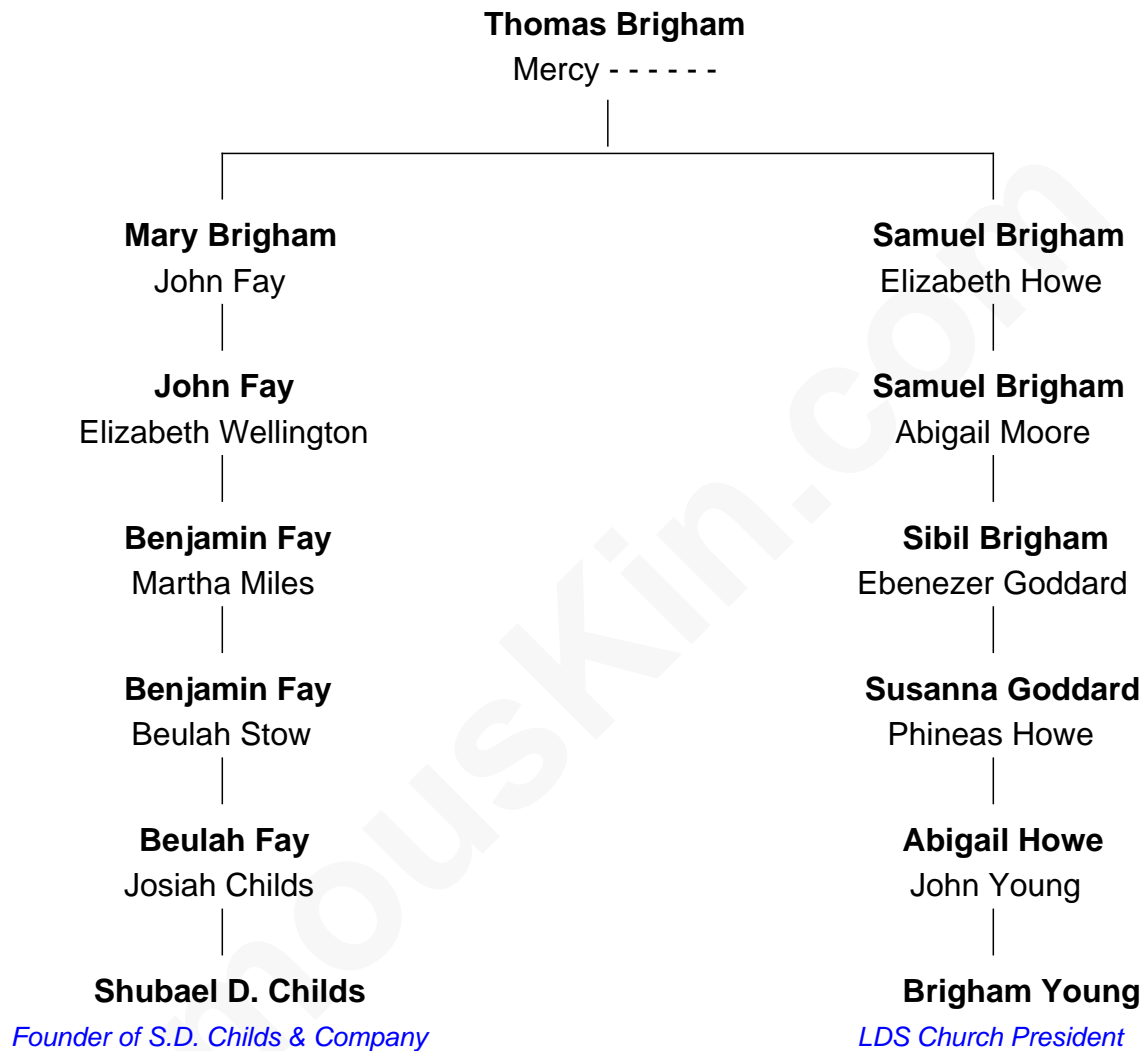 Thomas Brigham
Mercy - - - - - -
Mary Brigham
John Fay
Samuel Brigham
Elizabeth Howe
John Fay
Elizabeth Wellington
Samuel Brigham
Abigail Moore
Benjamin Fay
Martha Miles
Sibil Brigham
Ebenezer Goddard
Benjamin Fay
Beulah Stow
Susanna Goddard
Phineas Howe
Beulah Fay
Josiah Childs
Abigail Howe
John Young
Shubael D. Childs
Founder of S.D. Childs & Company
Brigham Young
LDS Church President
mouskin.com